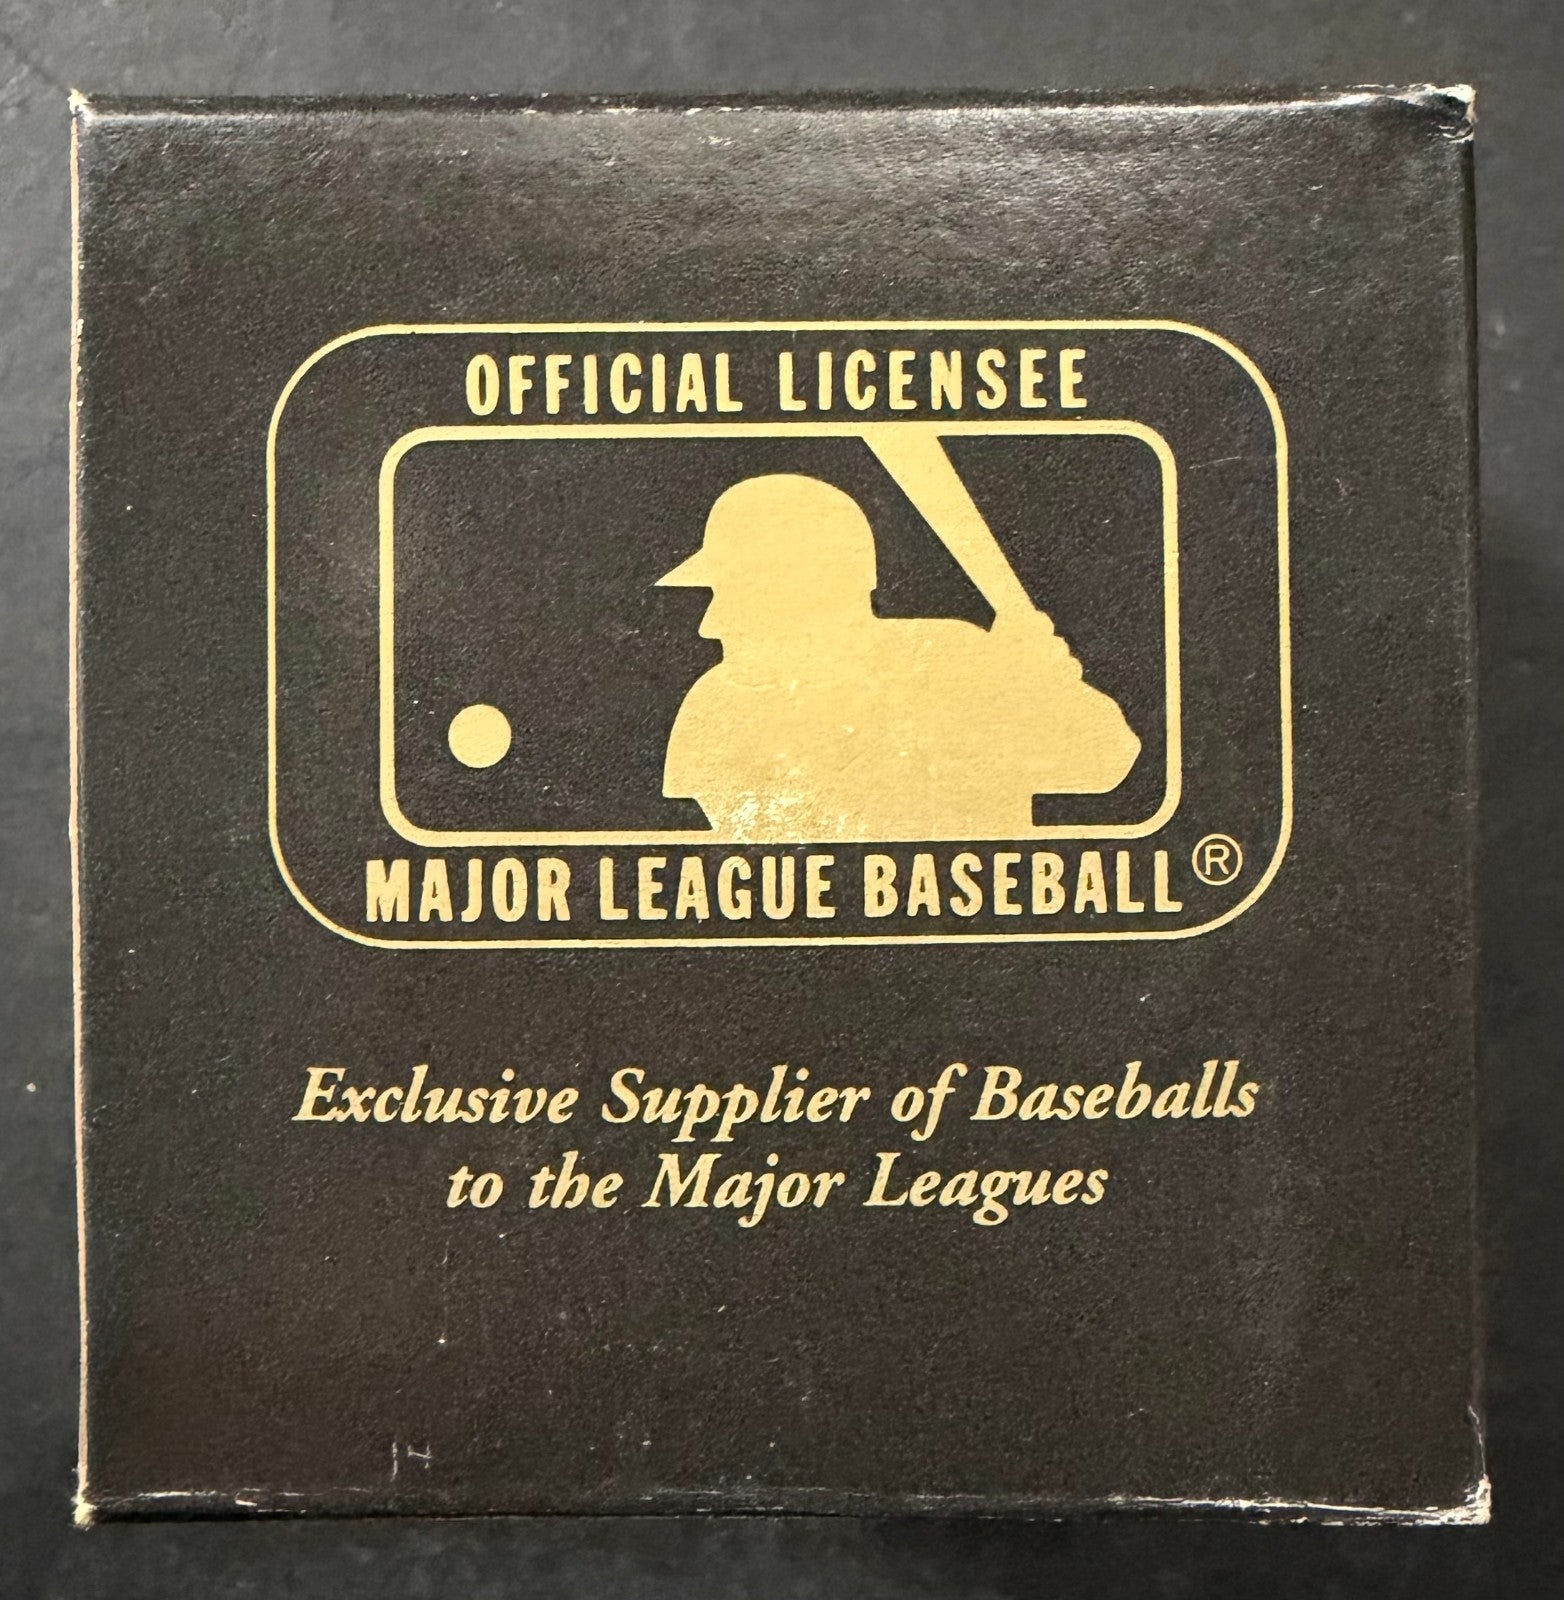 OFFICIAL LICENSEE
MAJOR LEAGUE BASEBALL®
Exclusive Supplier of Baseballs
to the Major Leagues